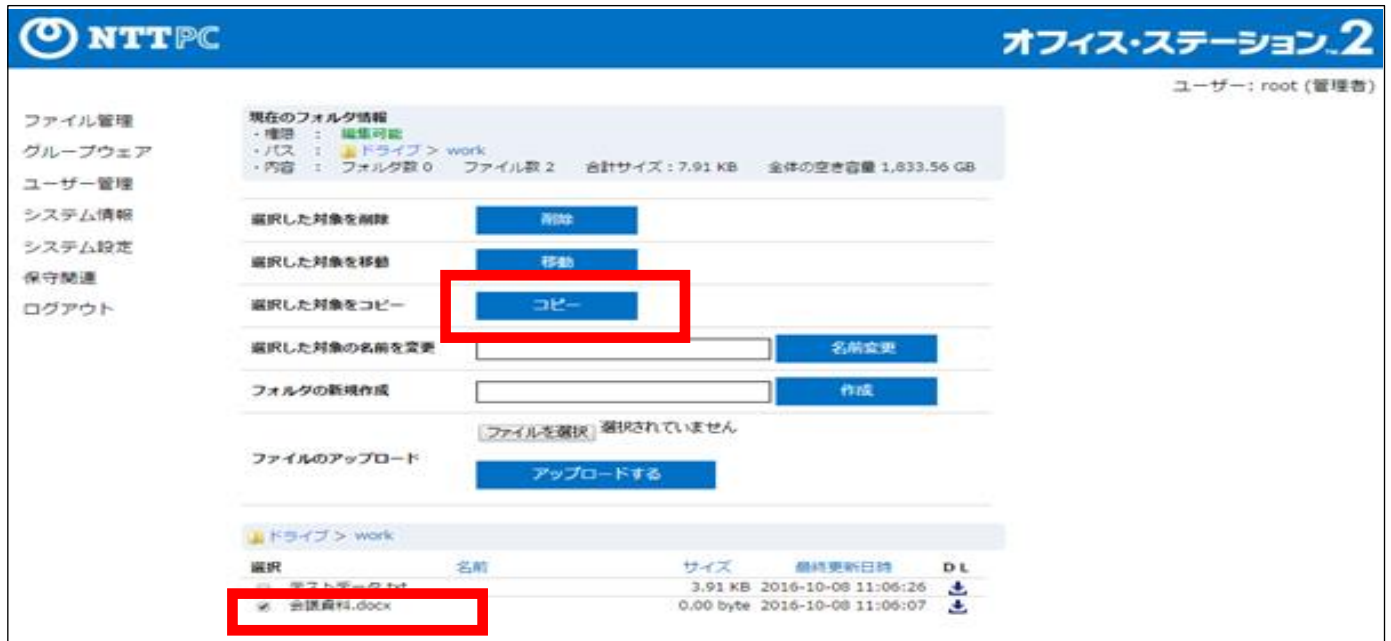 NTTPC オフィス・ステーション™2
ユーザー: root (管理者)
ファイル管理
グループウェア
ユーザー管理
システム情報
システム設定
保守関連
ログアウト
現在のフォルダ情報
・権限 : 編集可能
・パス : ドライブ > work
・内容 : フォルダ数 0 ファイル数 2 合計サイズ : 7.91 KB 全体の空き容量 1,833.56 GB
選択した対象を削除 削除
選択した対象を移動 移動
選択した対象をコピー コピー
選択した対象の名前を変更 名前変更
フォルダの新規作成 作成
ファイルのアップロード ファイルを選択 選択されていません
アップロードする
ドライブ > work
選択 名前 サイズ 最終更新日時 DL
テストデータ.txt 3.91 KB 2016-10-08 11:06:26
会議資料.docx 0.00 byte 2016-10-08 11:06:07